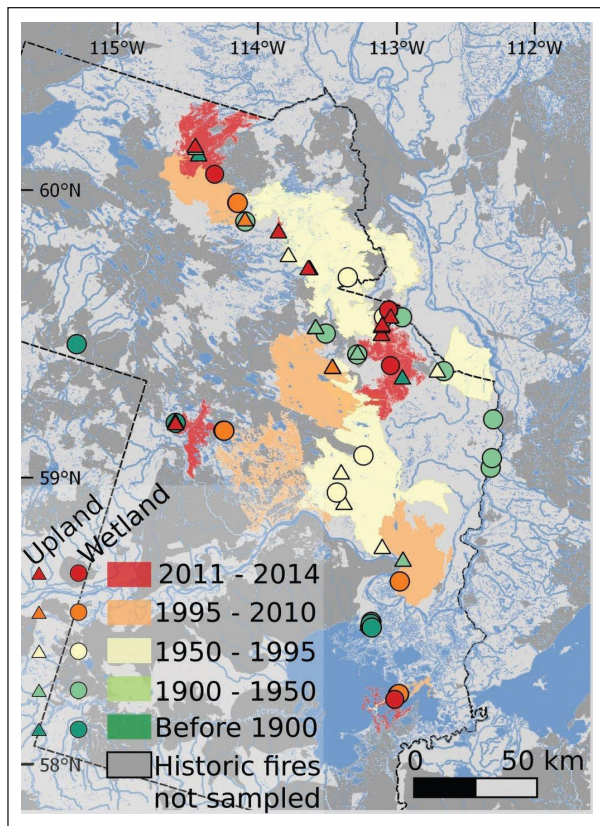 115°W 114°W 113°W 112°W
60°N
59°N
Upland
Wetland
2011 - 2014
1995 - 2010
1950 - 1995
1900 - 1950
Before 1900
Historic fires
not sampled
58°N
0 50 km